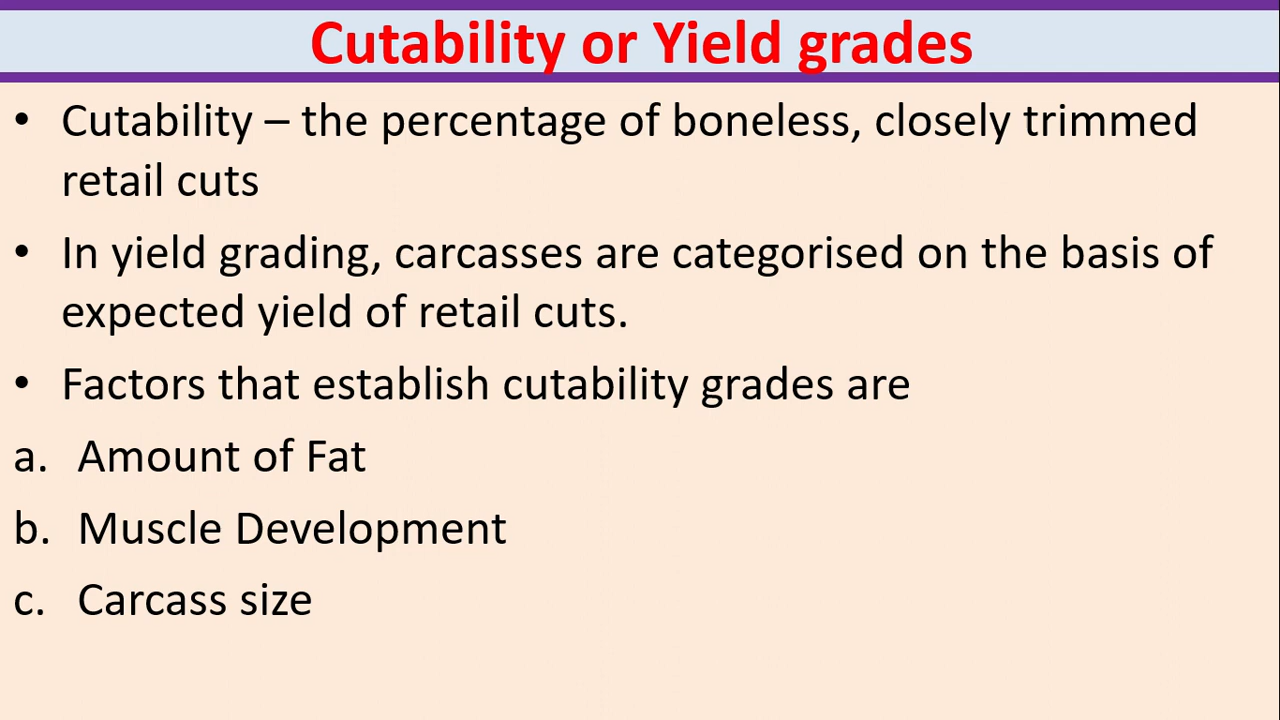 Cutability or Yield grades
• Cutability – the percentage of boneless, closely trimmed
retail cuts
• In yield grading, carcasses are categorised on the basis of
expected yield of retail cuts.
• Factors that establish cutability grades are
a. Amount of Fat
b. Muscle Development
c. Carcass size